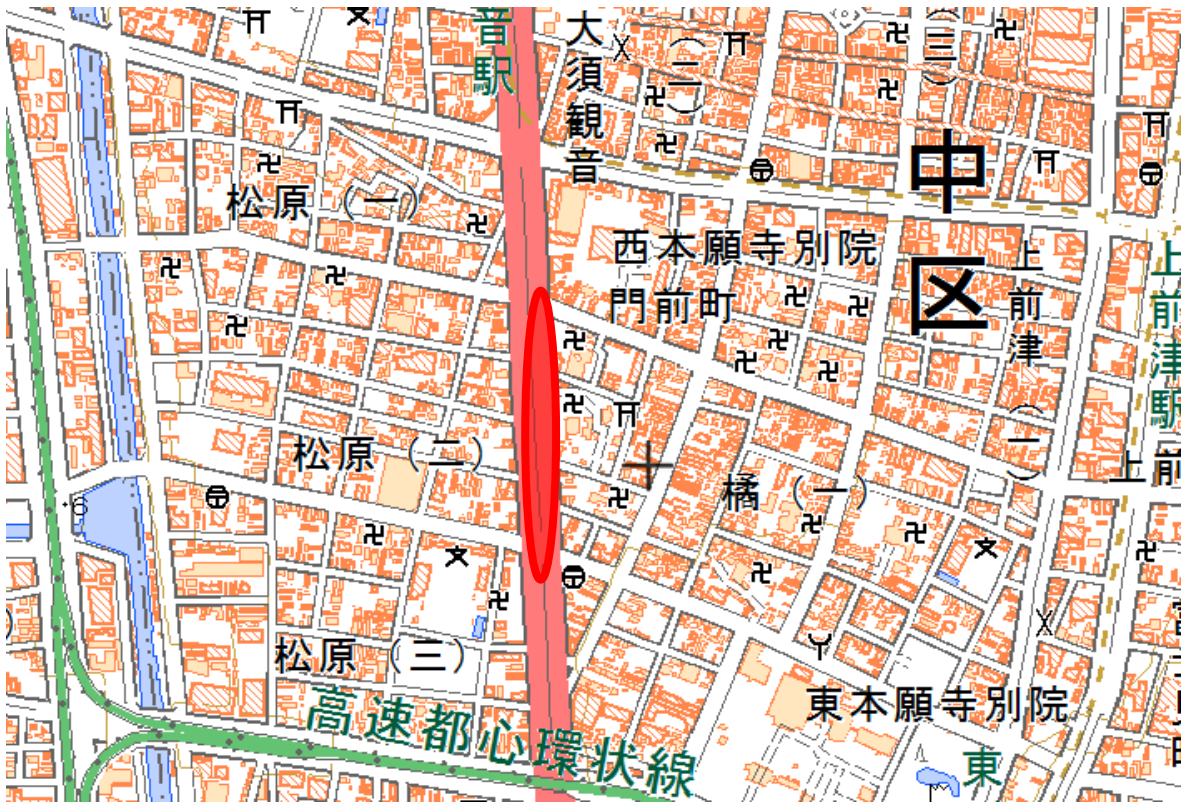 音駅
大須観音
（二）
（三）
中区
松原（一）
西本願寺別院
門前町
上前津（一）
上前津駅
松原（二）
橘（一）
上前
松原（三）
高速都心環状線
東本願寺別院
東